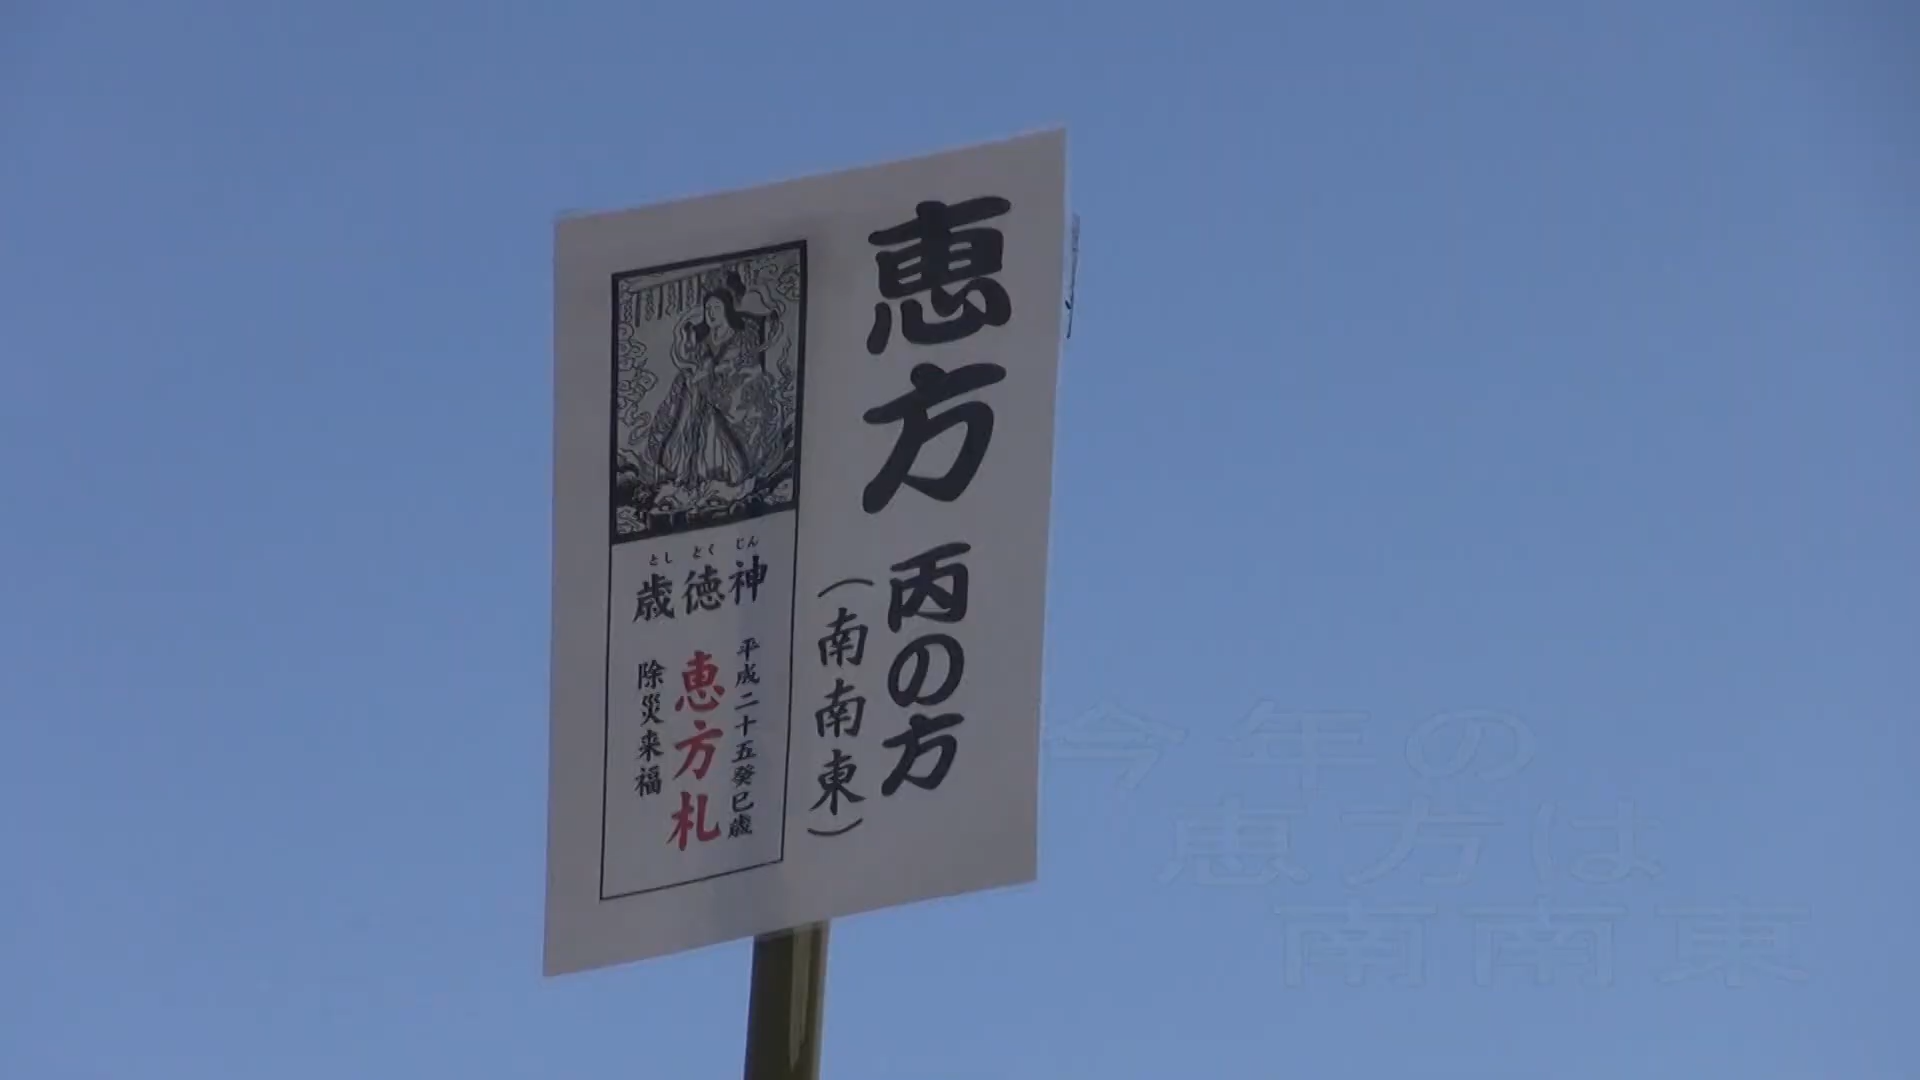 恵方 丙の方
(南南東)
とし とく じん
歳徳神
平成二十五癸巳歳
恵方札
除災来福
今年の
恵方は
南南東